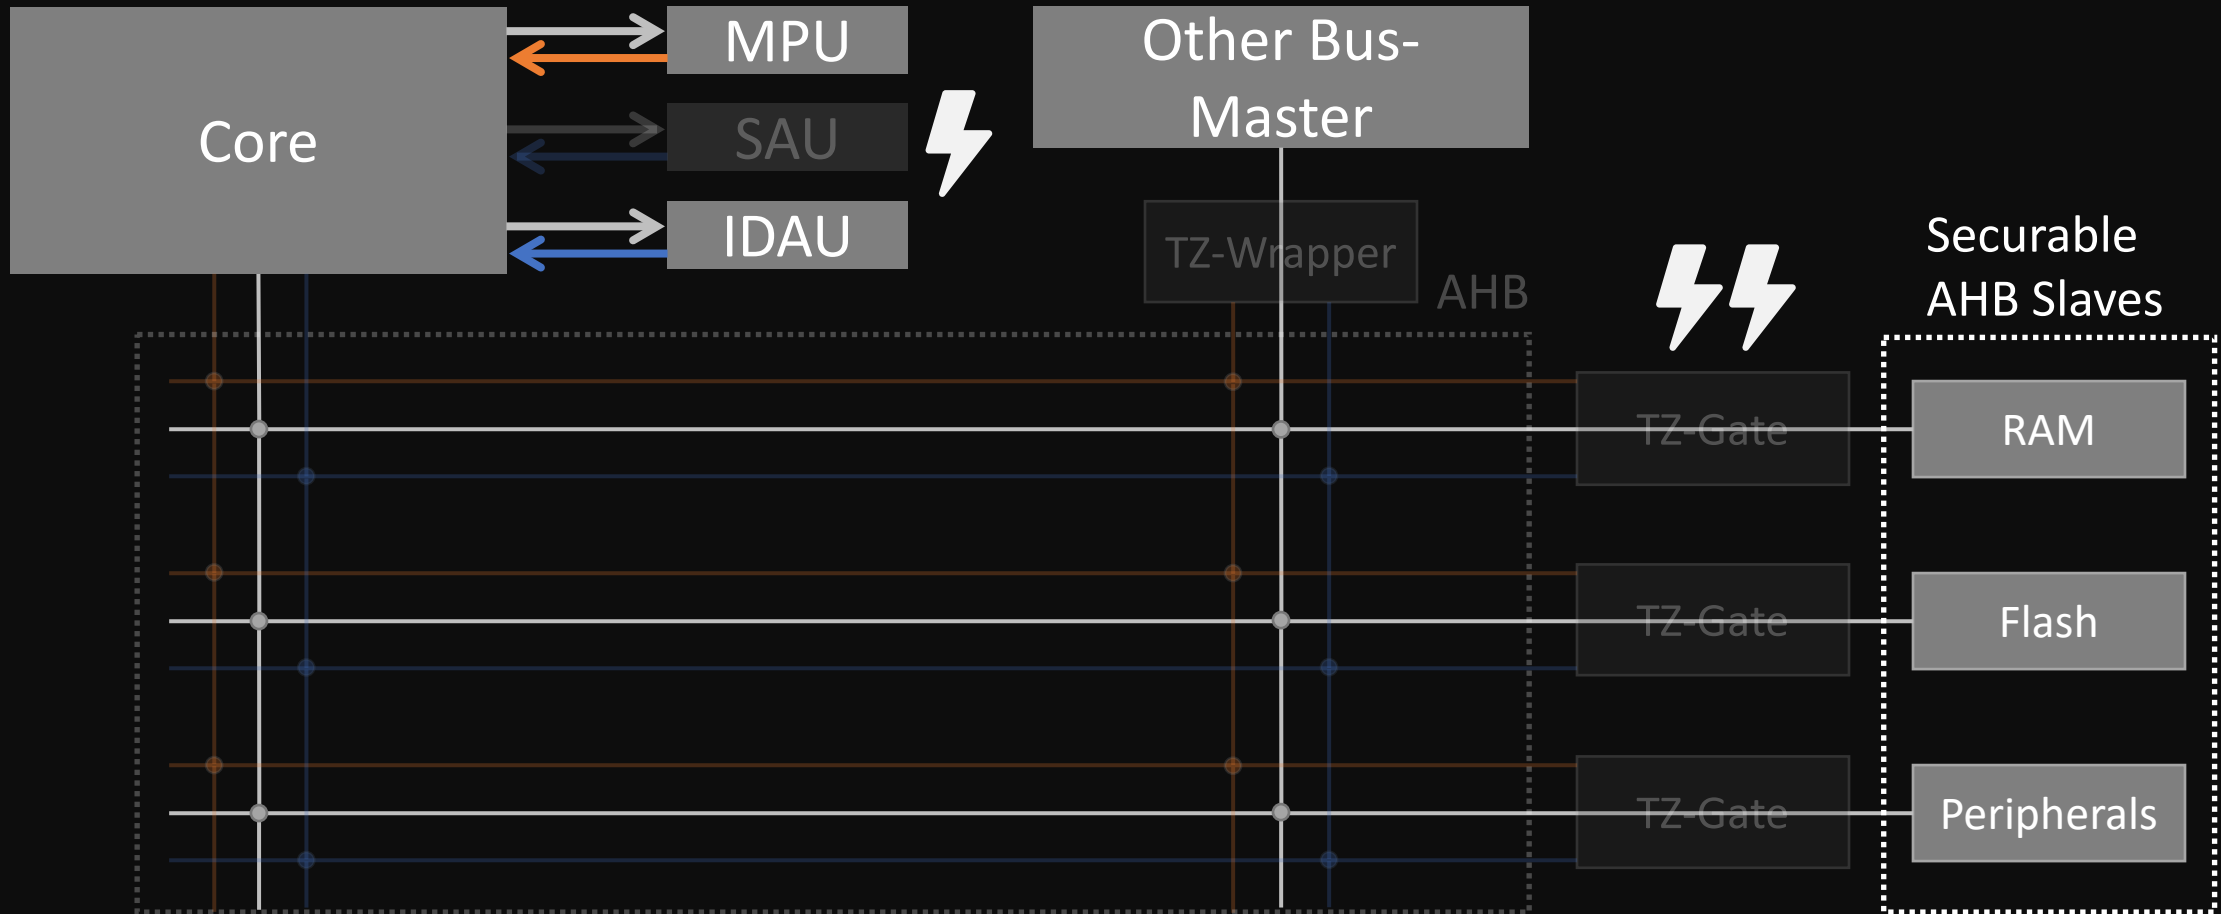 Core
MPU
SAU
IDAU
Other Bus-
Master
TZ-Wrapper
AHB
Securable
AHB Slaves
TZ-Gate
RAM
TZ-Gate
Flash
TZ-Gate
Peripherals